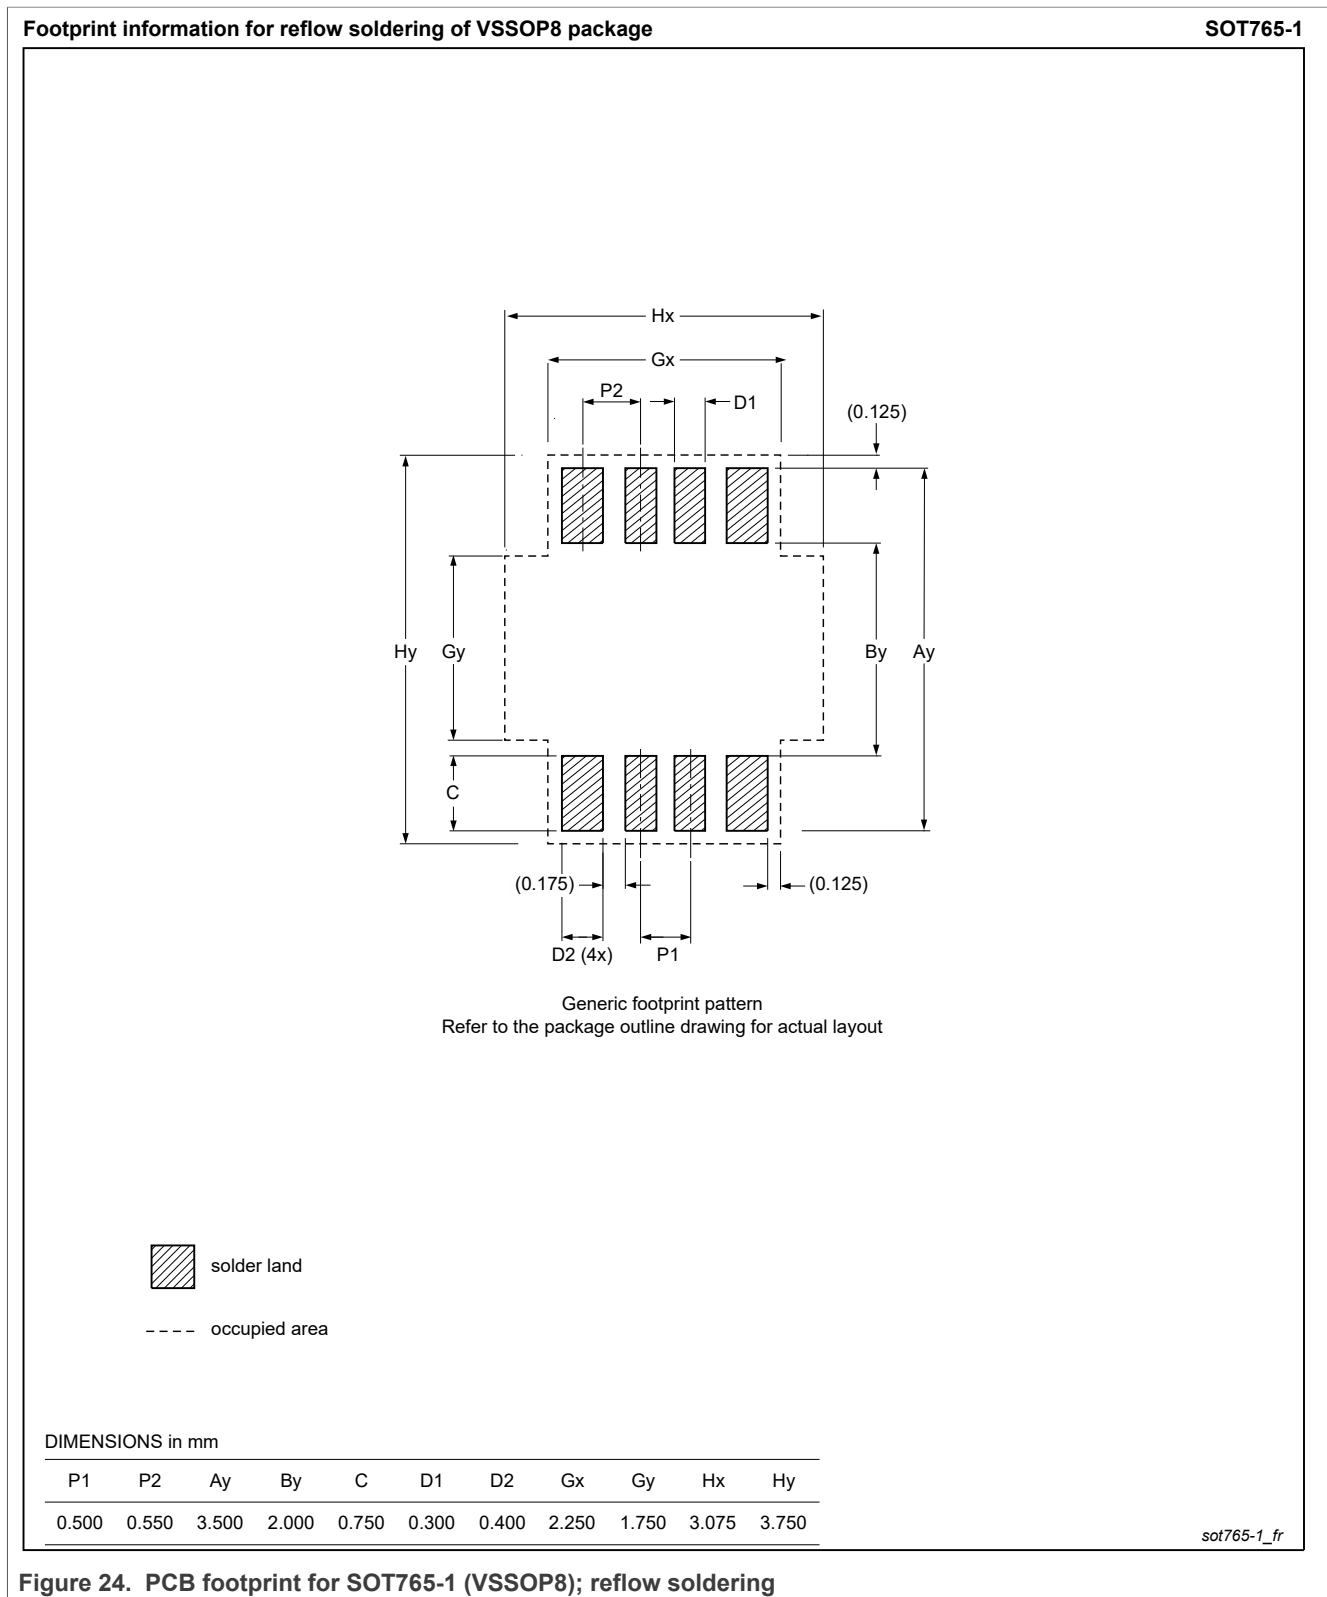 Footprint information for reflow soldering of VSSOP8 package SOT765-1
Hx
Gx
P2 D1
(0.125)
Hy Gy By Ay
C
(0.175) (0.125)
D2 (4x) P1
Generic footprint pattern
Refer to the package outline drawing for actual layout
solder land
occupied area
DIMENSIONS in mm
P1 P2 Ay By C D1 D2 Gx Gy Hx Hy
0.500 0.550 3.500 2.000 0.750 0.300 0.400 2.250 1.750 3.075 3.750
sot765-1_fr
Figure 24. PCB footprint for SOT765-1 (VSSOP8); reflow soldering